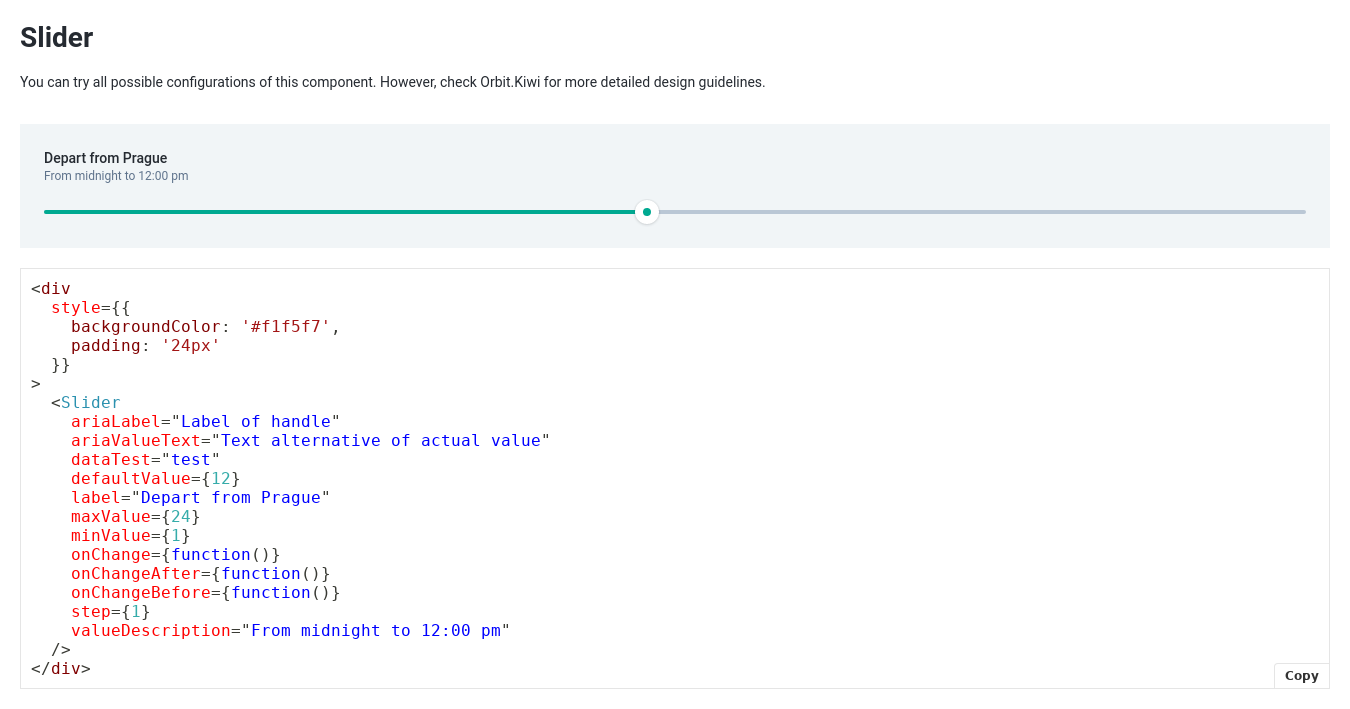 Slider
You can try all possible configurations of this component. However, check Orbit.Kiwi for more detailed design guidelines.
Depart from Prague
From midnight to 12:00 pm
<div
  style={{
    backgroundColor: '#f1f5f7',
    padding: '24px'
  }}
>
  <Slider
    ariaLabel="Label of handle"
    ariaValueText="Text alternative of actual value"
    dataTest="test"
    defaultValue={12}
    label="Depart from Prague"
    maxValue={24}
    minValue={1}
    onChange={function()}
    onChangeAfter={function()}
    onChangeBefore={function()}
    step={1}
    valueDescription="From midnight to 12:00 pm"
  />
</div>
Copy